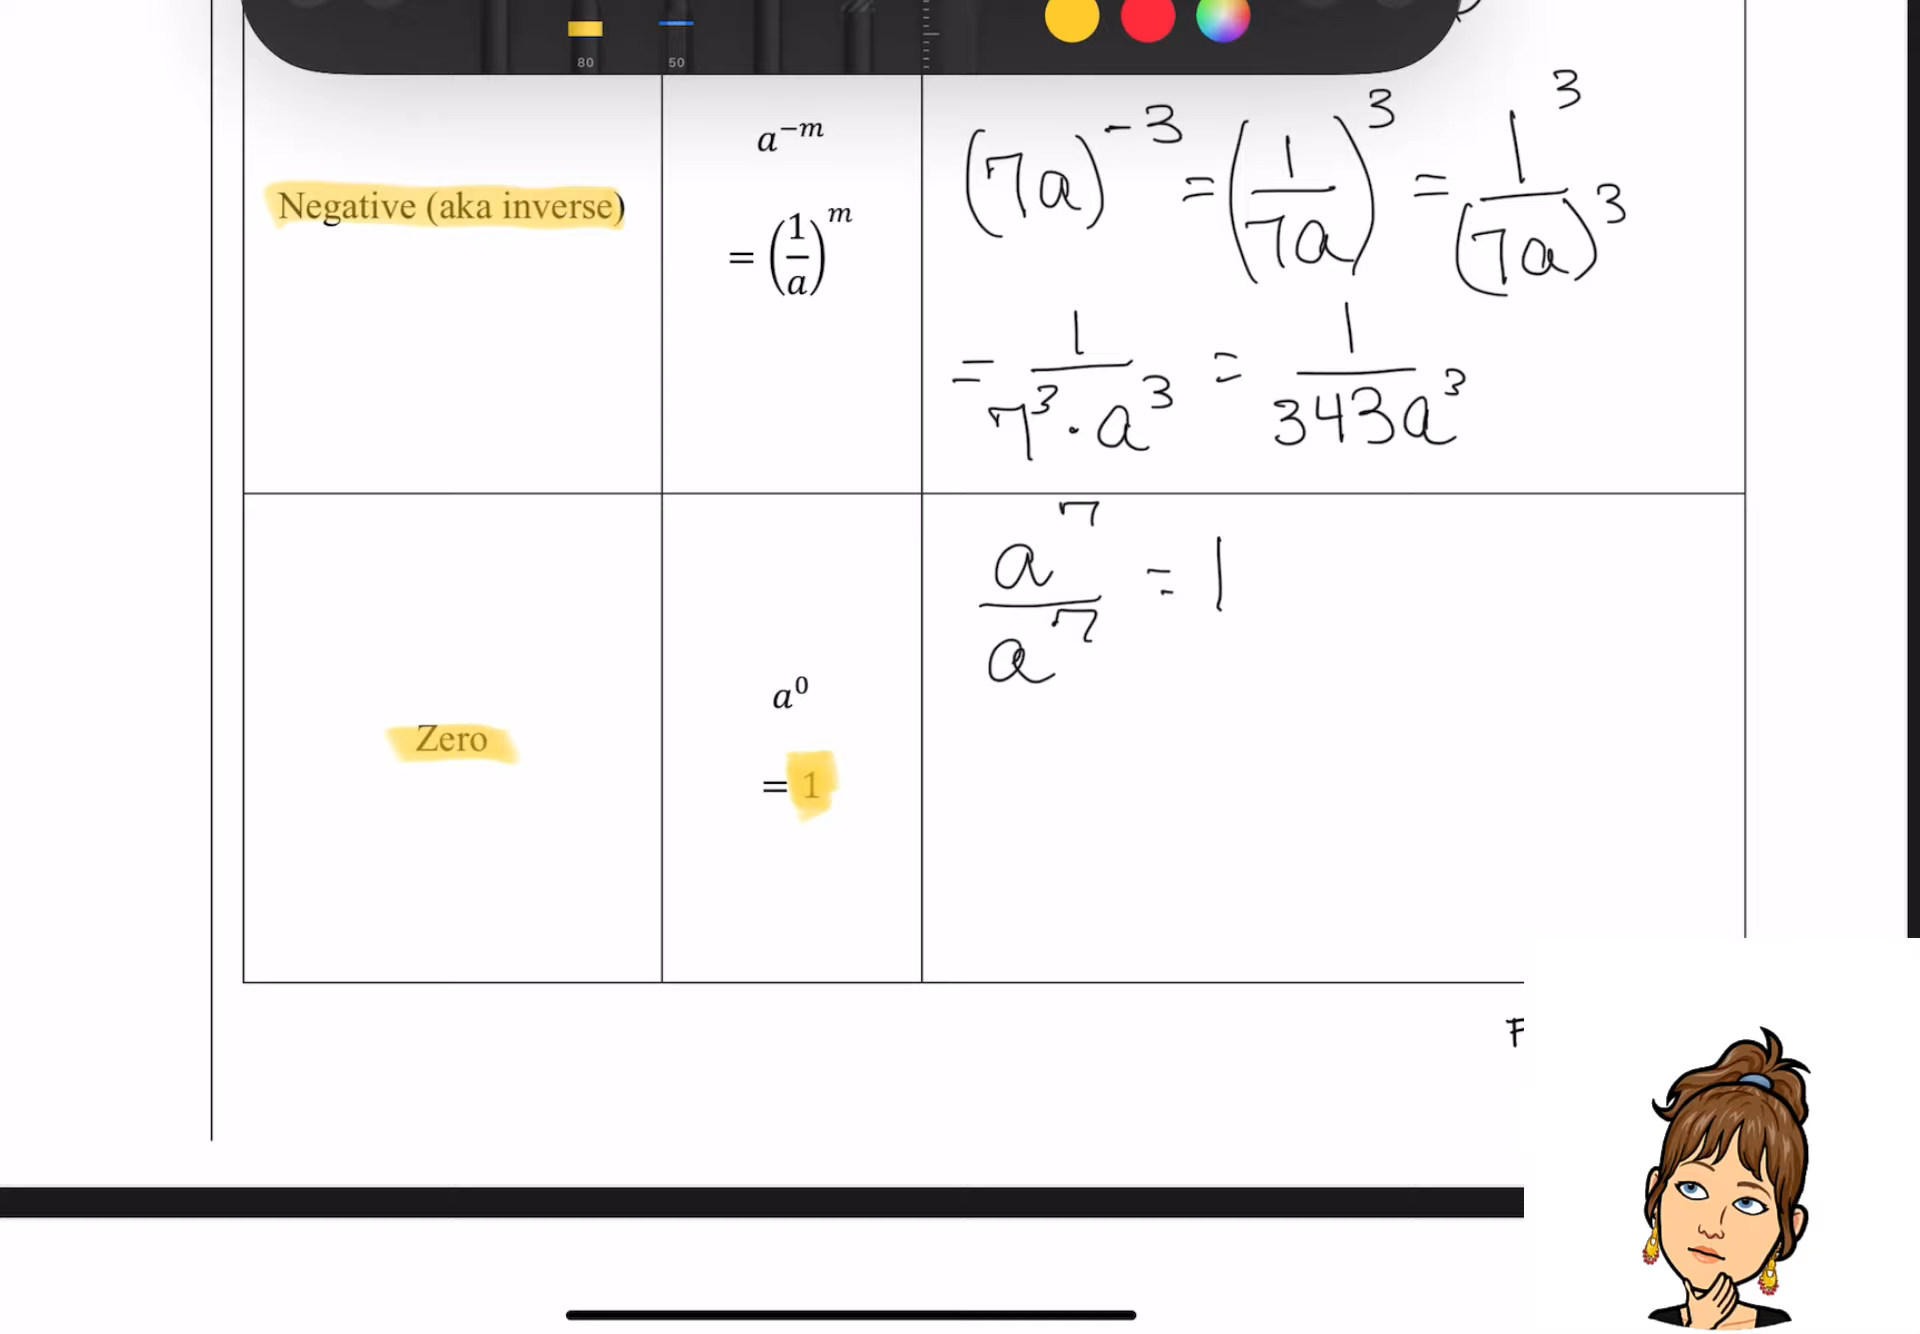 80 50
Negative (aka inverse)
a^{-m}
= (1/a)^m
(7a)^{-3} = (1/7a)^3 = 1^3/(7a)^3
= 1/(7^3 · a^3) = 1/(343a^3)
Zero
a^0
= 1
a^7/a^7 = 1